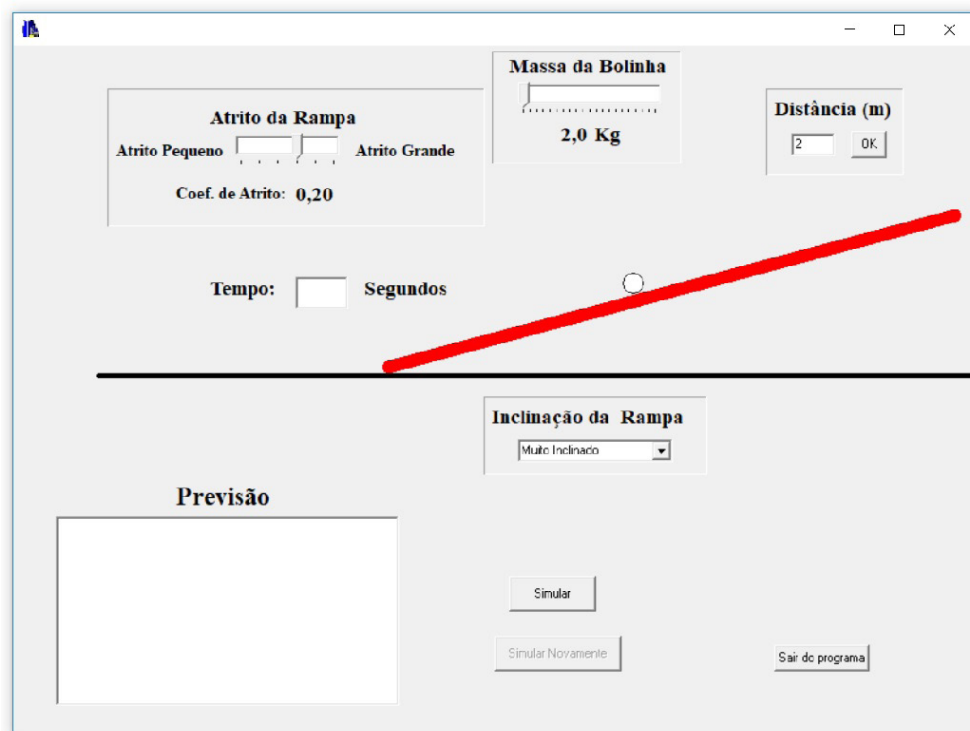 Massa da Bolinha
2,0 Kg
Atrito da Rampa
Atrito Pequeno
Atrito Grande
Coef. de Atrito: 0,20
Distância (m)
2
OK
Tempo:
Segundos
Inclinação da Rampa
Muito Inclinado
Previsão
Simular
Simular Novamente
Sair do programa